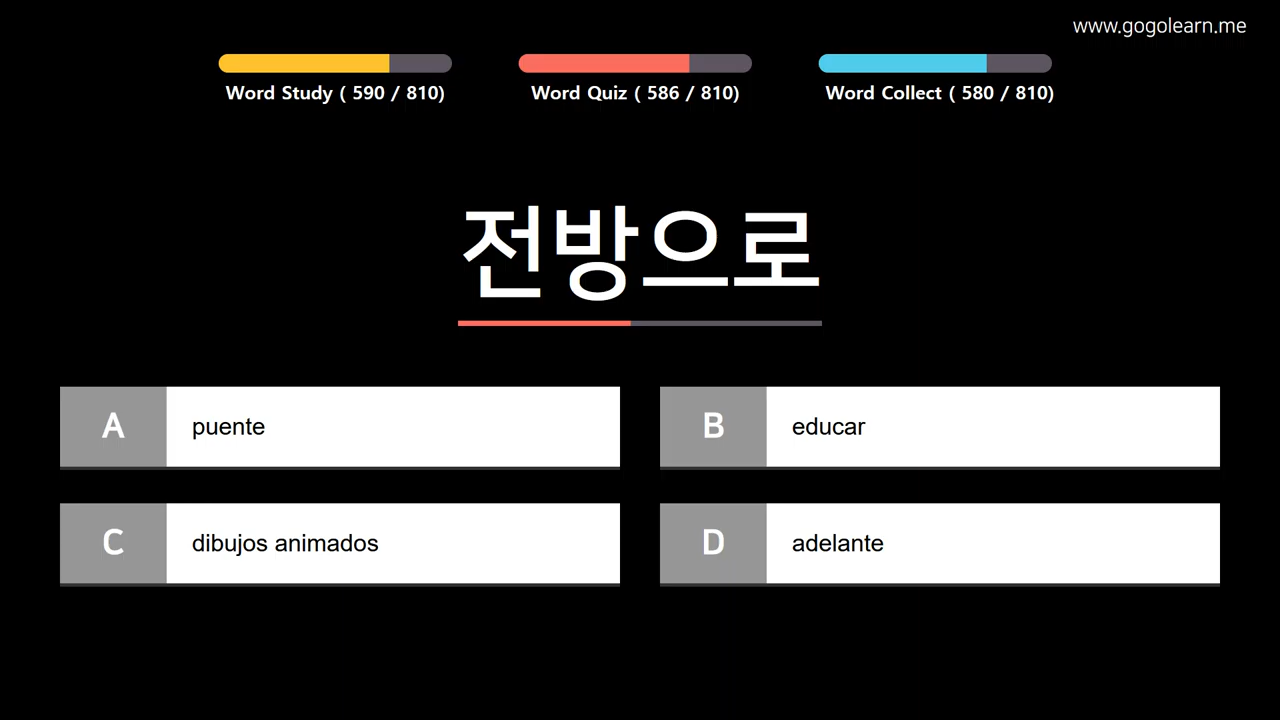 www.gogolearn.me
Word Study ( 590 / 810)
Word Quiz ( 586 / 810)
Word Collect ( 580 / 810)
전방으로
A puente
B educar
C dibujos animados
D adelante